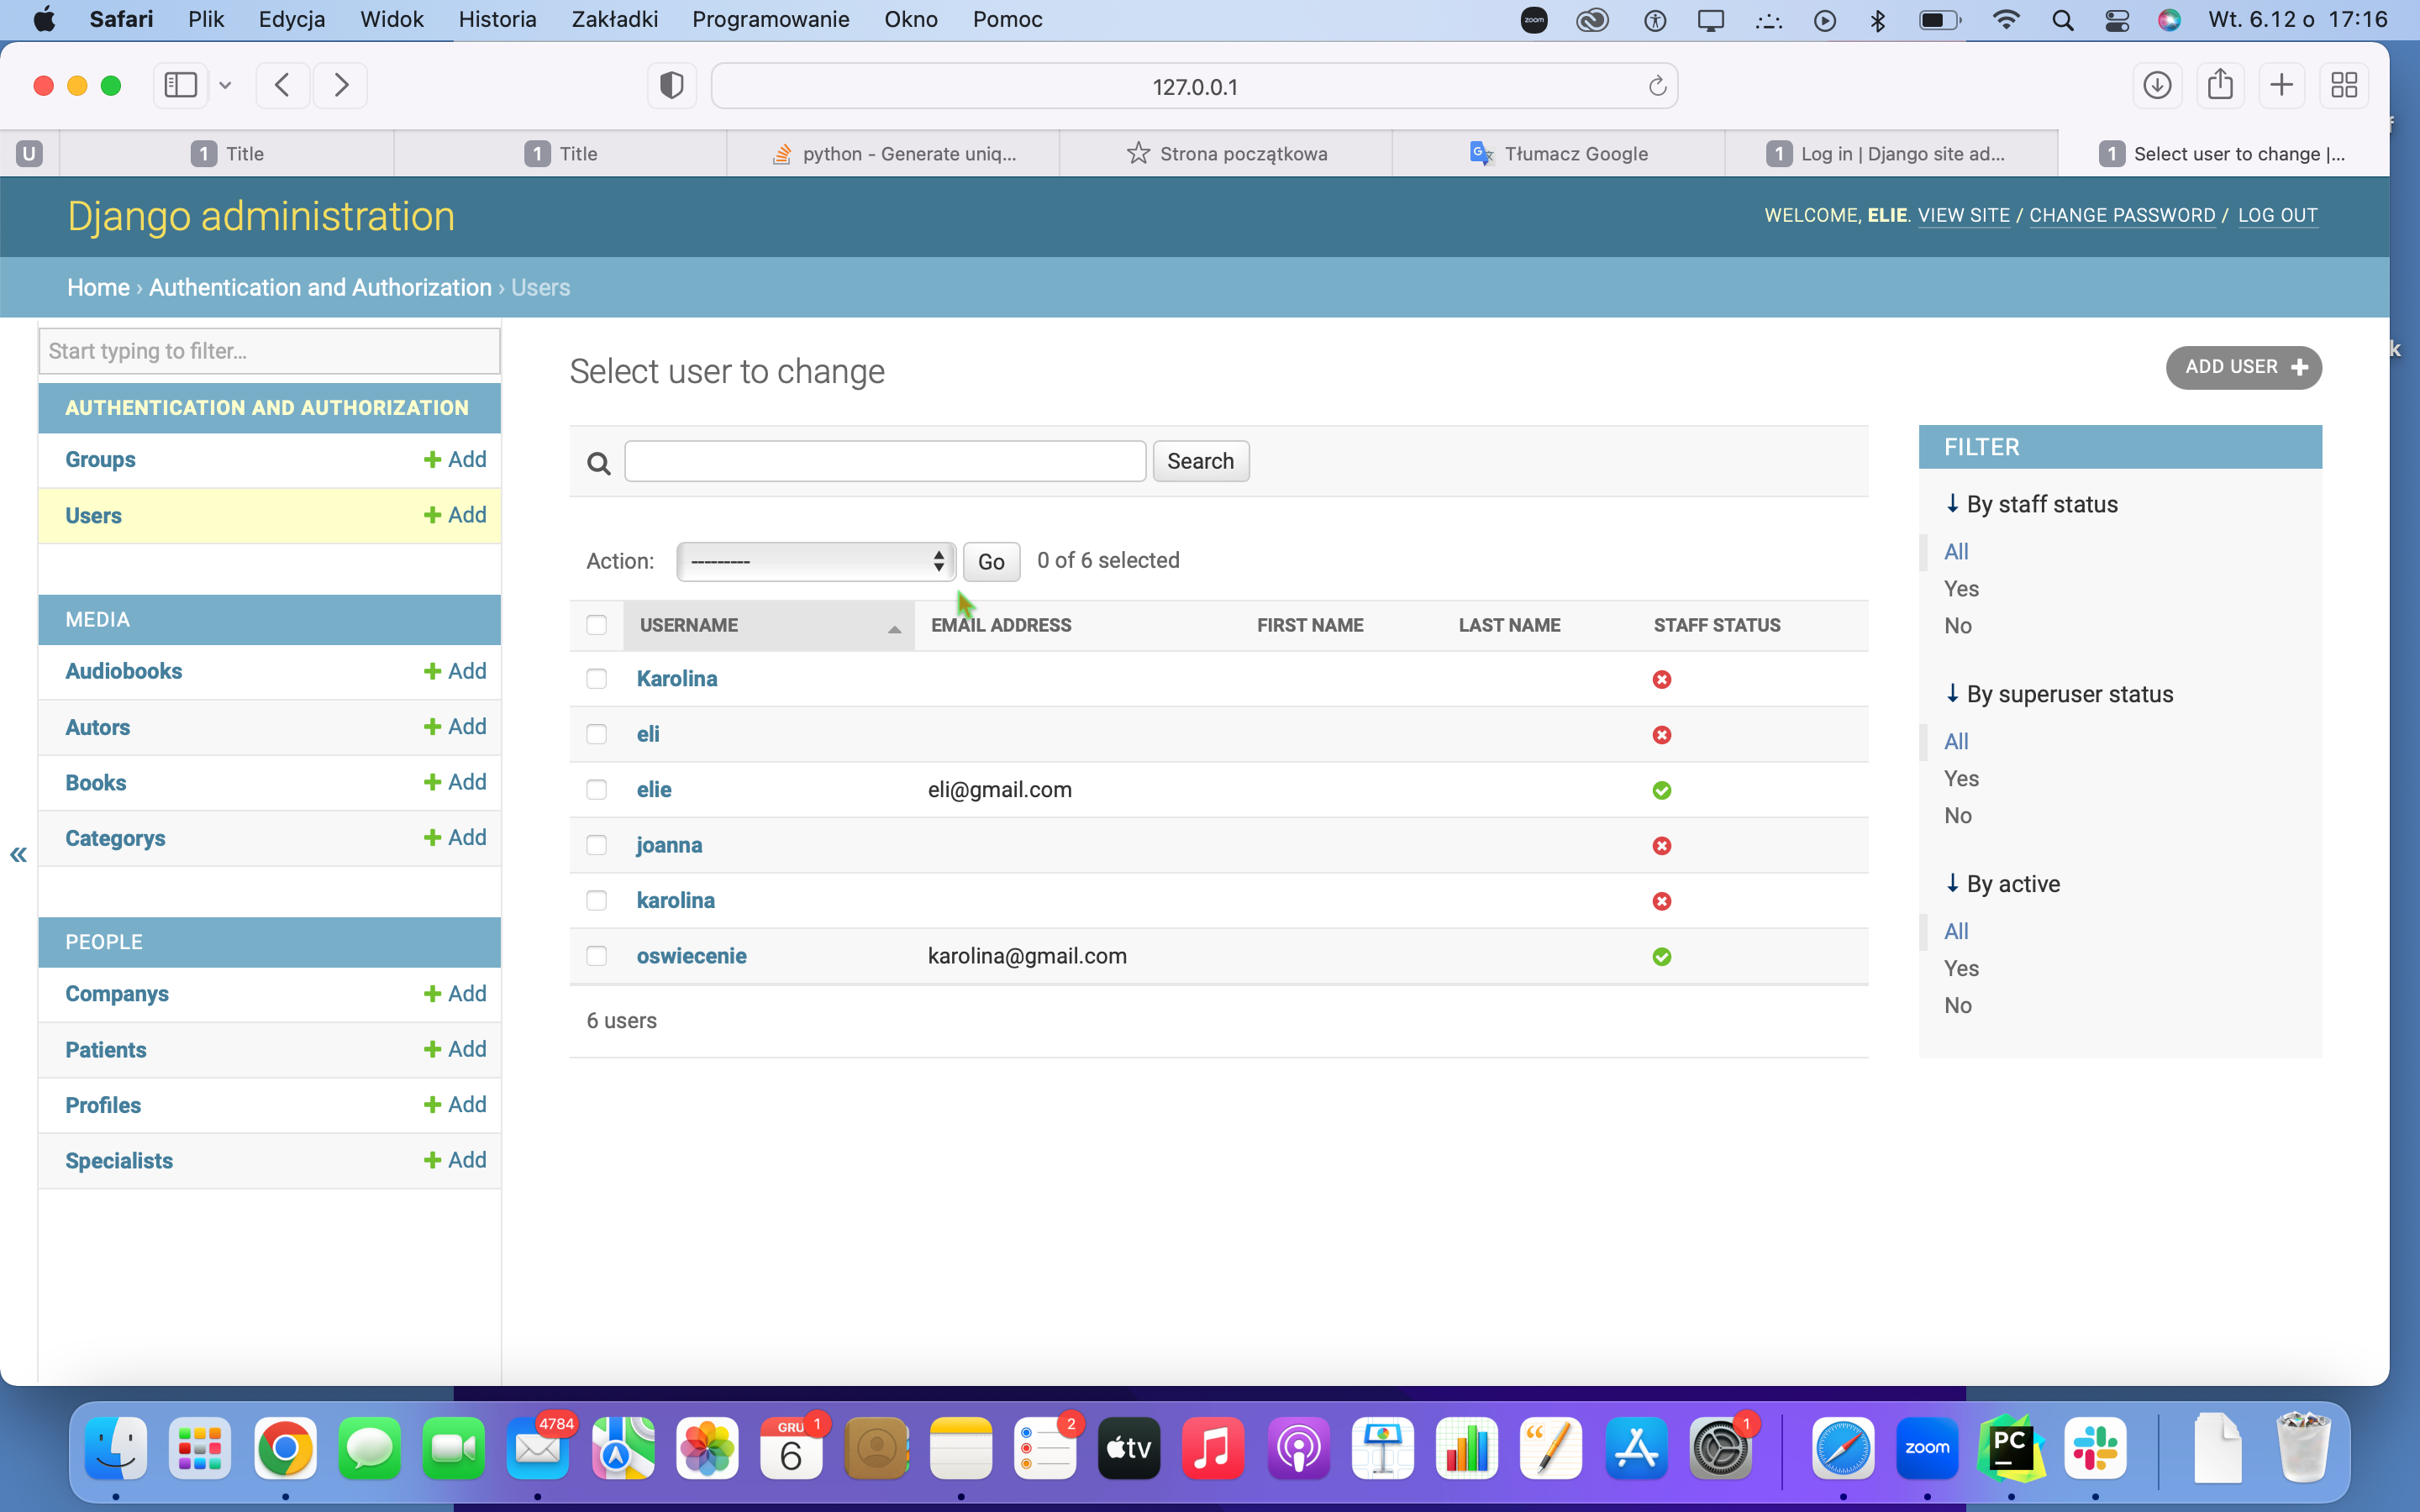 Safari Plik Edycja Widok Historia Zakładki Programowanie Okno Pomoc zoom Wt. 6.12 o 17:16
127.0.0.1
U 1 Title 1 Title python - Generate uniq... Strona początkowa Tłumacz Google 1 Log in | Django site ad... 1 Select user to change |...
Django administration
WELCOME, ELIE. VIEW SITE / CHANGE PASSWORD / LOG OUT
Home › Authentication and Authorization › Users
Start typing to filter...
AUTHENTICATION AND AUTHORIZATION
Groups + Add
Users + Add
MEDIA
Audiobooks + Add
Autors + Add
Books + Add
Categorys + Add
«
PEOPLE
Companys + Add
Patients + Add
Profiles + Add
Specialists + Add
Select user to change
ADD USER +
Search
Action: --------- Go 0 of 6 selected
USERNAME EMAIL ADDRESS FIRST NAME LAST NAME STAFF STATUS
Karolina
eli
elie eli@gmail.com
joanna
karolina
oswiecenie karolina@gmail.com
6 users
FILTER
↓ By staff status
All
Yes
No
↓ By superuser status
All
Yes
No
↓ By active
All
Yes
No
f
k
4784 GRU 6 1 2 tv 1 zoom PC